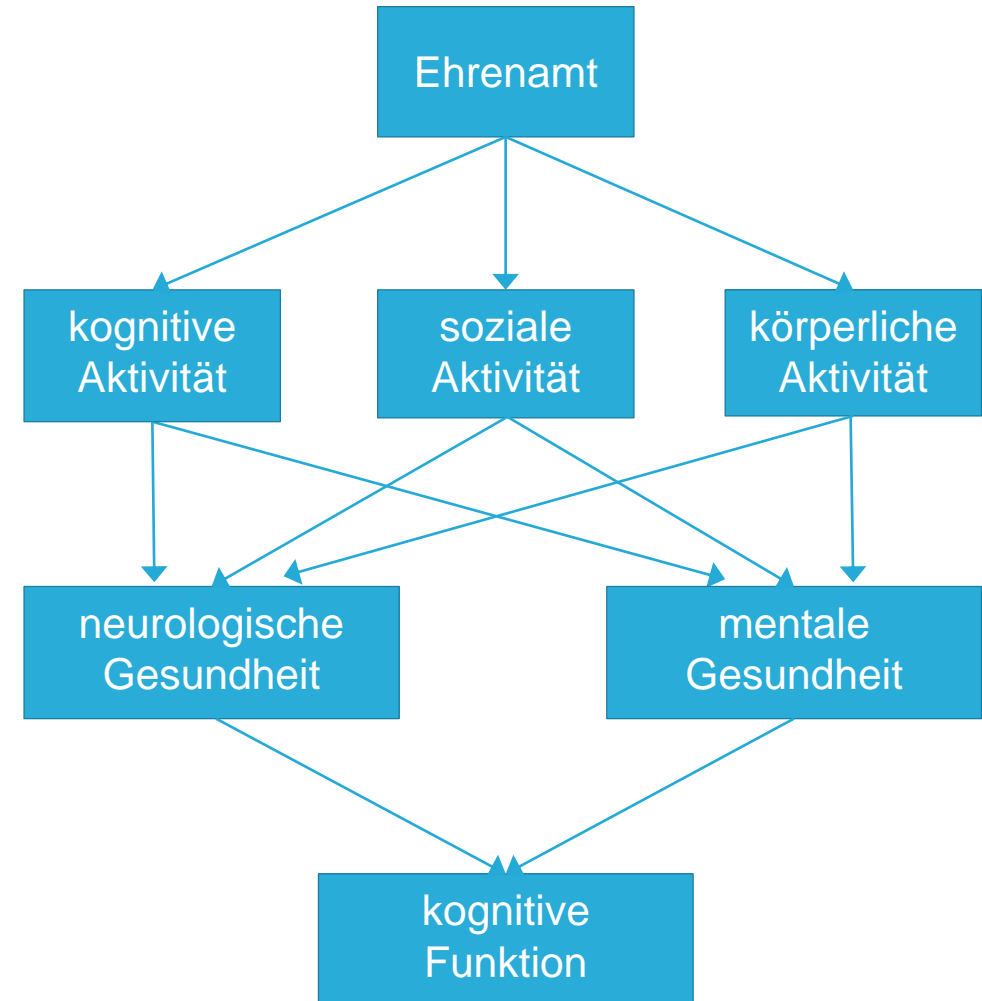 Ehrenamt
kognitive
Aktivität
soziale
Aktivität
körperliche
Aktivität
neurologische
Gesundheit
mentale
Gesundheit
kognitive
Funktion